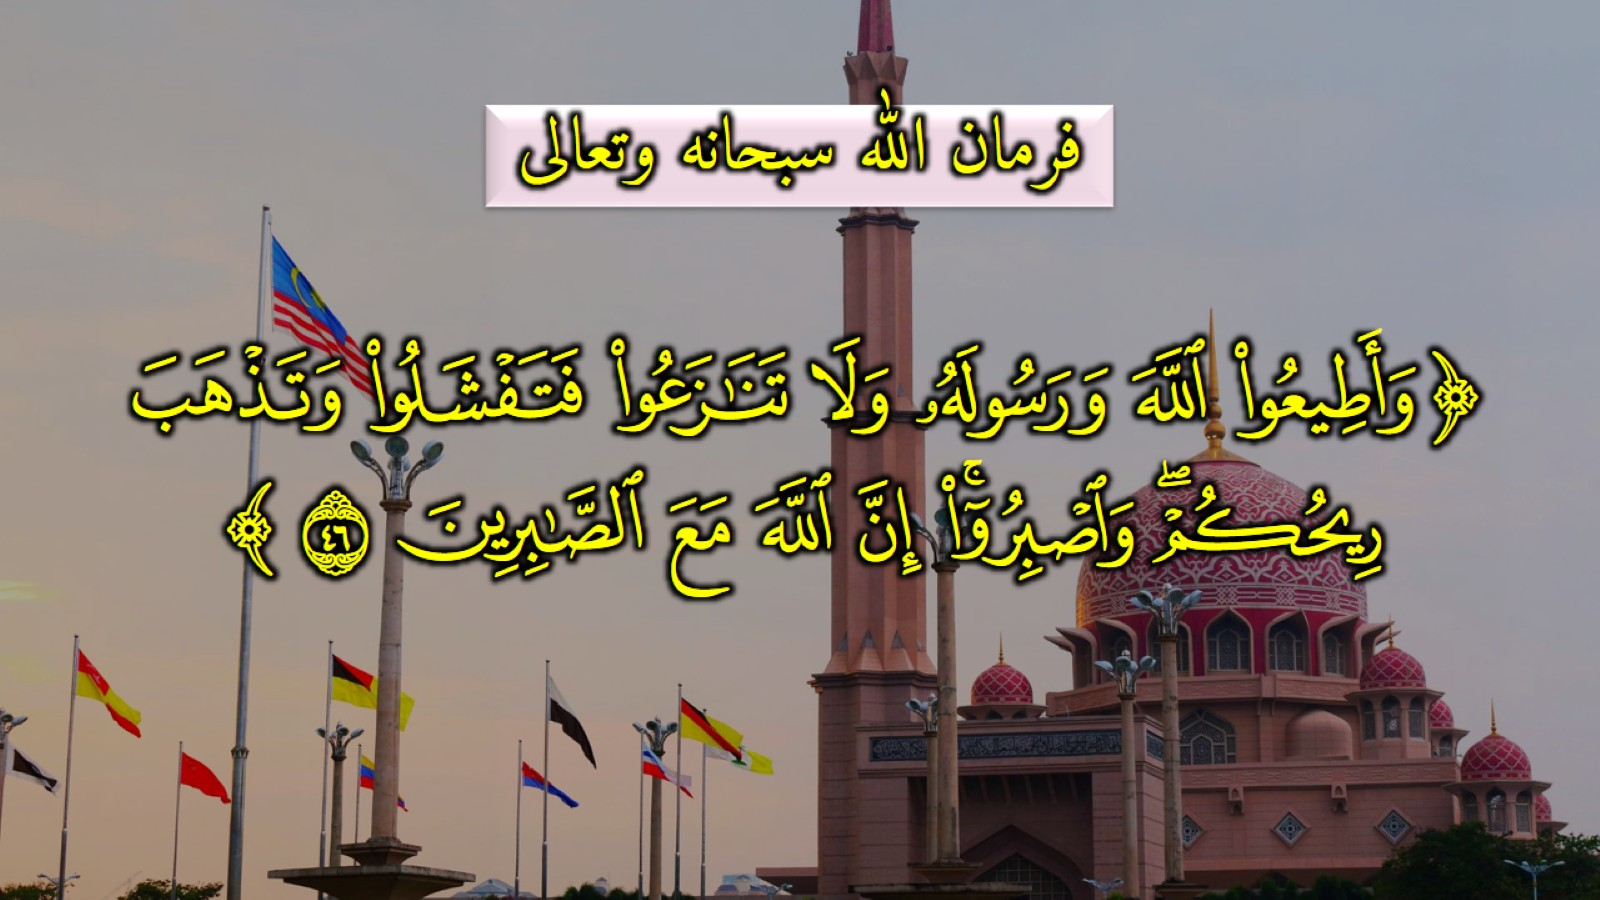 فرمان الله سبحانه وتعالى
﴿ وَأَطِيعُوا۟ ٱللَّهَ وَرَسُولَهُۥ وَلَا تَنَـٰزَعُوا۟ فَتَفْشَلُوا۟ وَتَذْهَبَ
رِيحُكُمْ ۖ وَٱصْبِرُوٓا۟ ۚ إِنَّ ٱللَّهَ مَعَ ٱلصَّـٰبِرِينَ ٤٦ ﴾